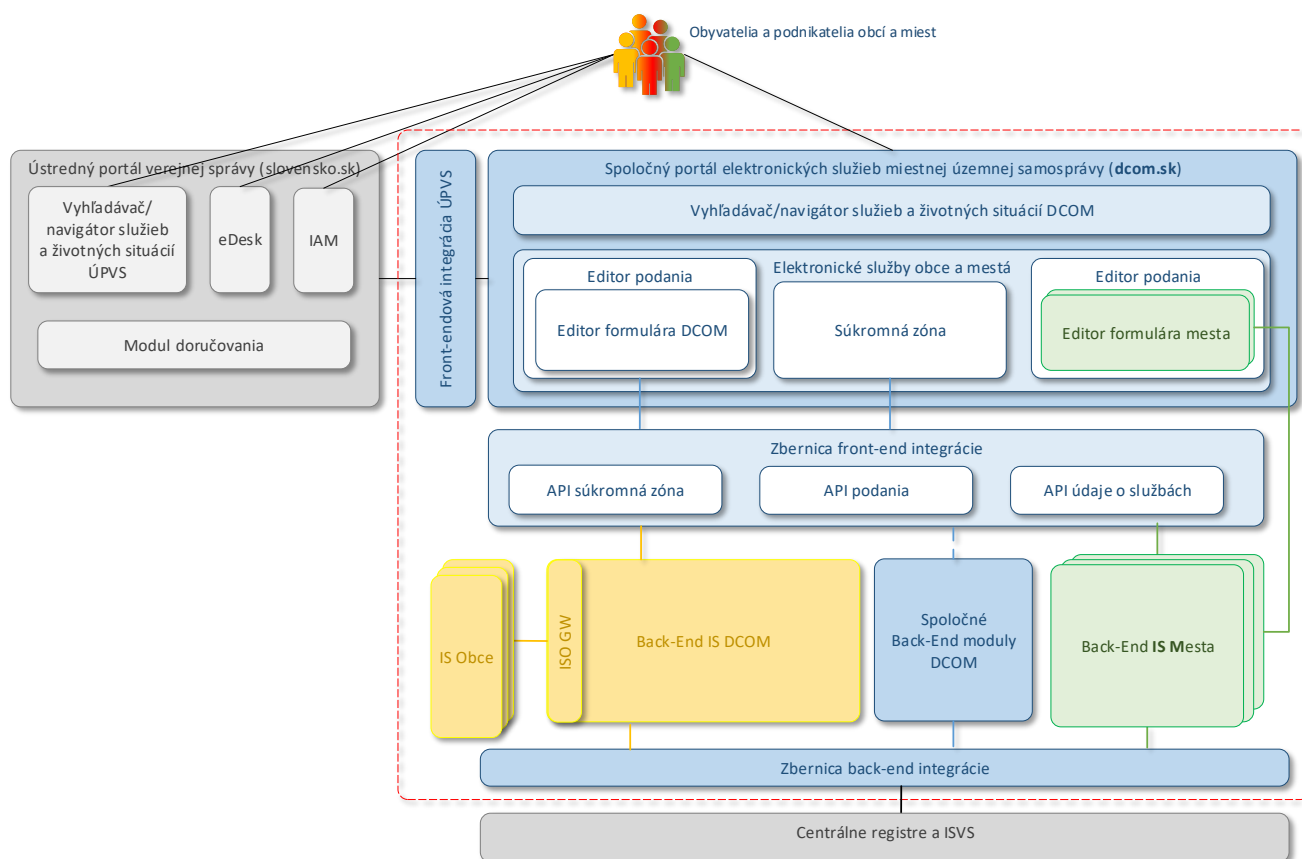 Obyvatelia a podnikatelia obcí a miest
Ústredný portál verejnej správy (slovensko.sk)
Vyhľadávač/
navigátor služieb
a životných situácií
ÚPVS
eDesk
IAM
Modul doručovania
Front-endová integrácia ÚPVS
Spoločný portál elektronických služieb miestnej územnej samosprávy (dcom.sk)
Vyhľadávač/navigátor služieb a životných situácií DCOM
Elektronické služby obce a mestá
Editor podania
Editor formulára DCOM
Súkromná zóna
Editor podania
Editor formulára mesta
Zbernica front-end integrácie
API súkromná zóna
API podania
API údaje o službách
IS Obce
ISO GW
Back-End IS DCOM
Spoločné
Back-End moduly
DCOM
Back-End IS Mesta
Zbernica back-end integrácie
Centrálne registre a ISVS